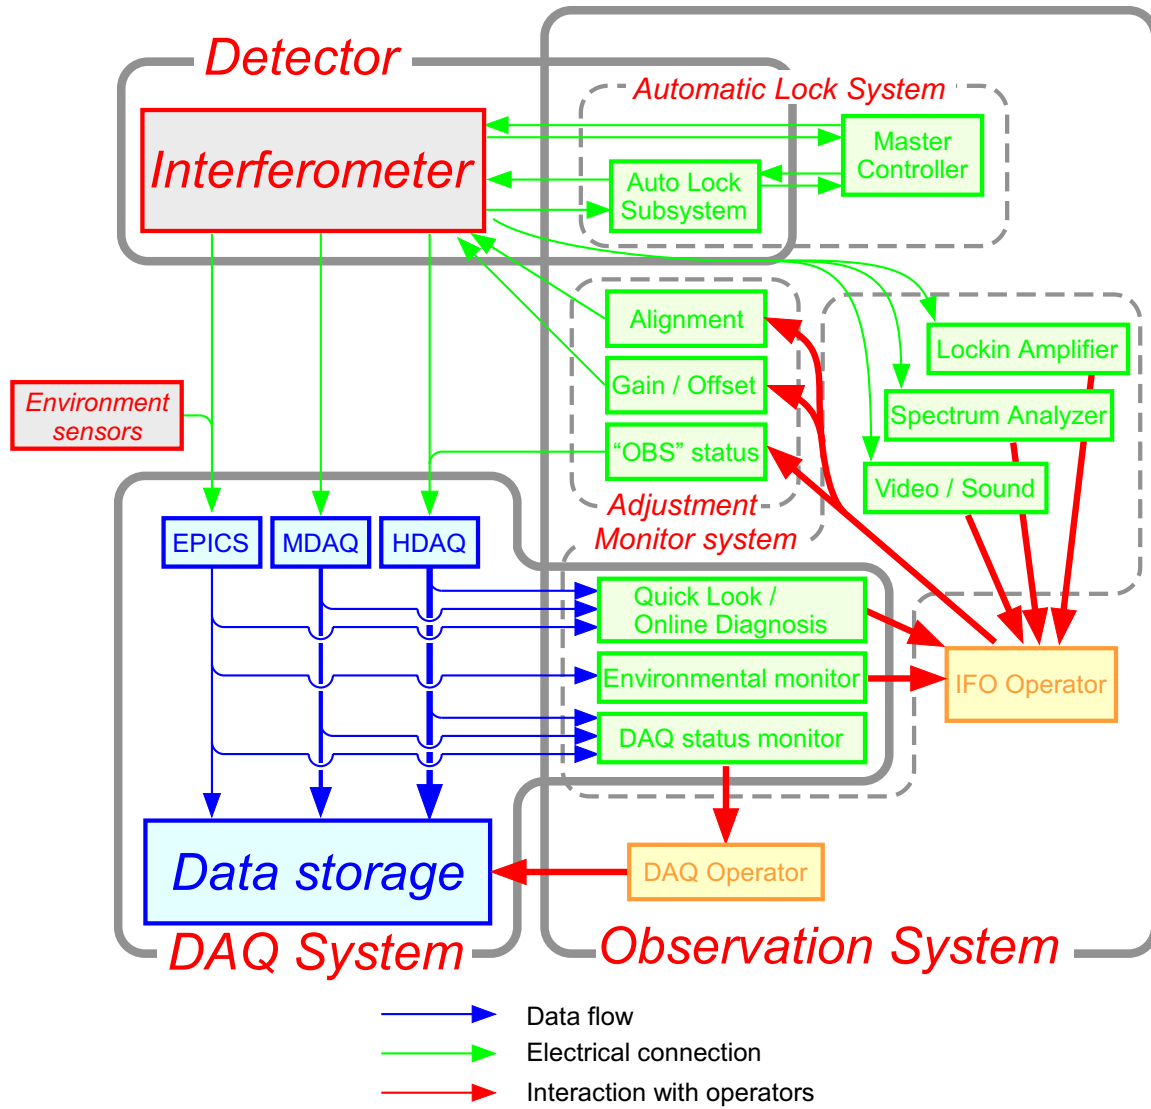 Detector
Automatic Lock System
Interferometer
Master
Controller
Auto Lock
Subsystem
Alignment
Lockin Amplifier
Gain / Offset
Environment
sensors
Spectrum Analyzer
“OBS” status
Video / Sound
Adjustment
Monitor system
EPICS
MDAQ
HDAQ
Quick Look /
Online Diagnosis
Environmental monitor
IFO Operator
DAQ status monitor
Data storage
DAQ Operator
DAQ System
Observation System
Data flow
Electrical connection
Interaction with operators